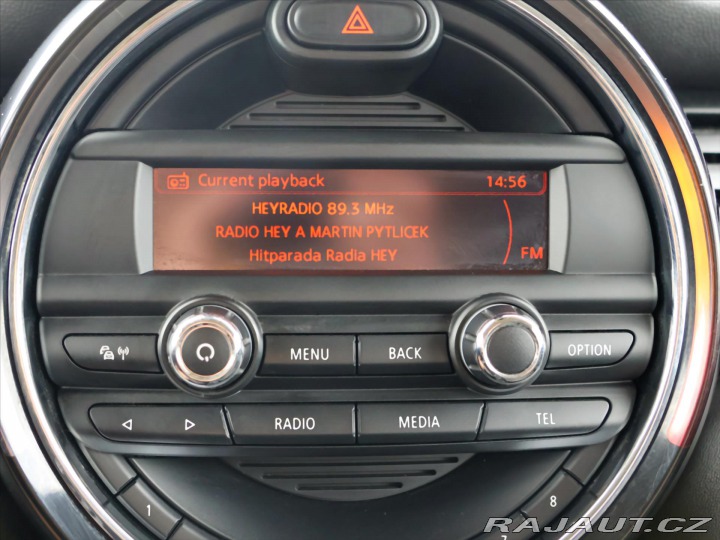 Current playback 14:56
HEYRADIO 89.3 MHz
RADIO HEY A MARTIN PYTLICEK
Hitparada Radia HEY
FM
MENU BACK OPTION
RADIO MEDIA TEL
1 8
7
RAJAUT.CZ